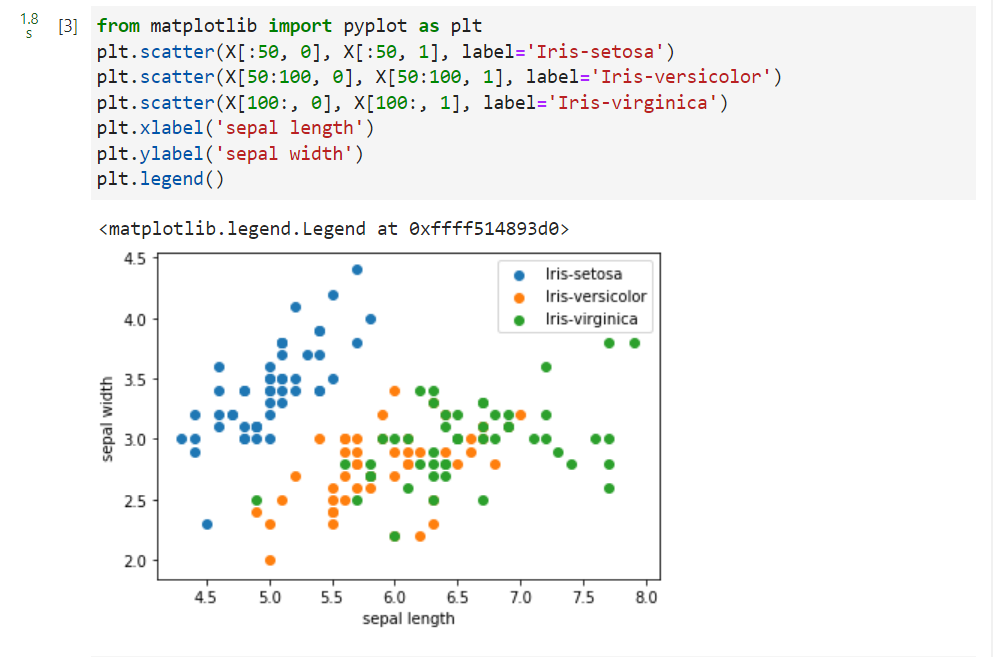 1.8
s
[3]
from matplotlib import pyplot as plt
plt.scatter(X[:50, 0], X[:50, 1], label='Iris-setosa')
plt.scatter(X[50:100, 0], X[50:100, 1], label='Iris-versicolor')
plt.scatter(X[100:, 0], X[100:, 1], label='Iris-virginica')
plt.xlabel('sepal length')
plt.ylabel('sepal width')
plt.legend()
<matplotlib.legend.Legend at 0xffff514893d0>
4.5
4.0
3.5
3.0
2.5
2.0
sepal width
Iris-setosa
Iris-versicolor
Iris-virginica
4.5 5.0 5.5 6.0 6.5 7.0 7.5 8.0
sepal length